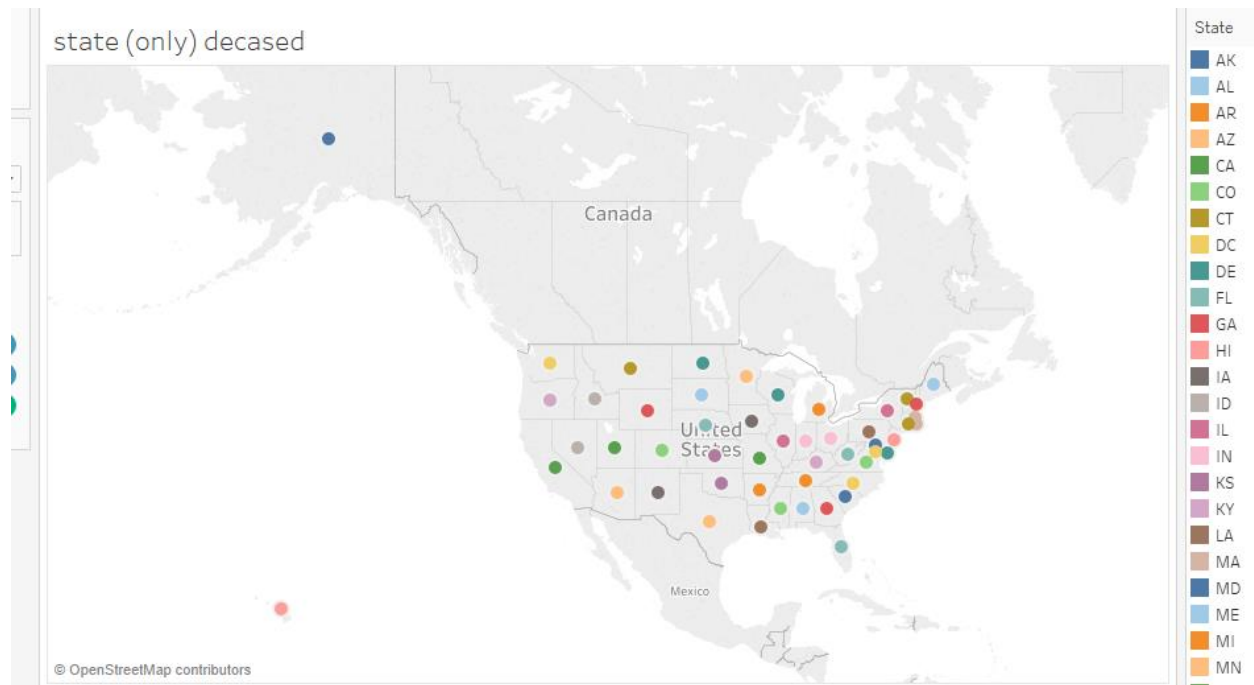 state (only) decased
Canada
United
States
Mexico
© OpenStreetMap contributors
State
AK
AL
AR
AZ
CA
CO
CT
DC
DE
FL
GA
HI
IA
ID
IL
IN
KS
KY
LA
MA
MD
ME
MI
MN